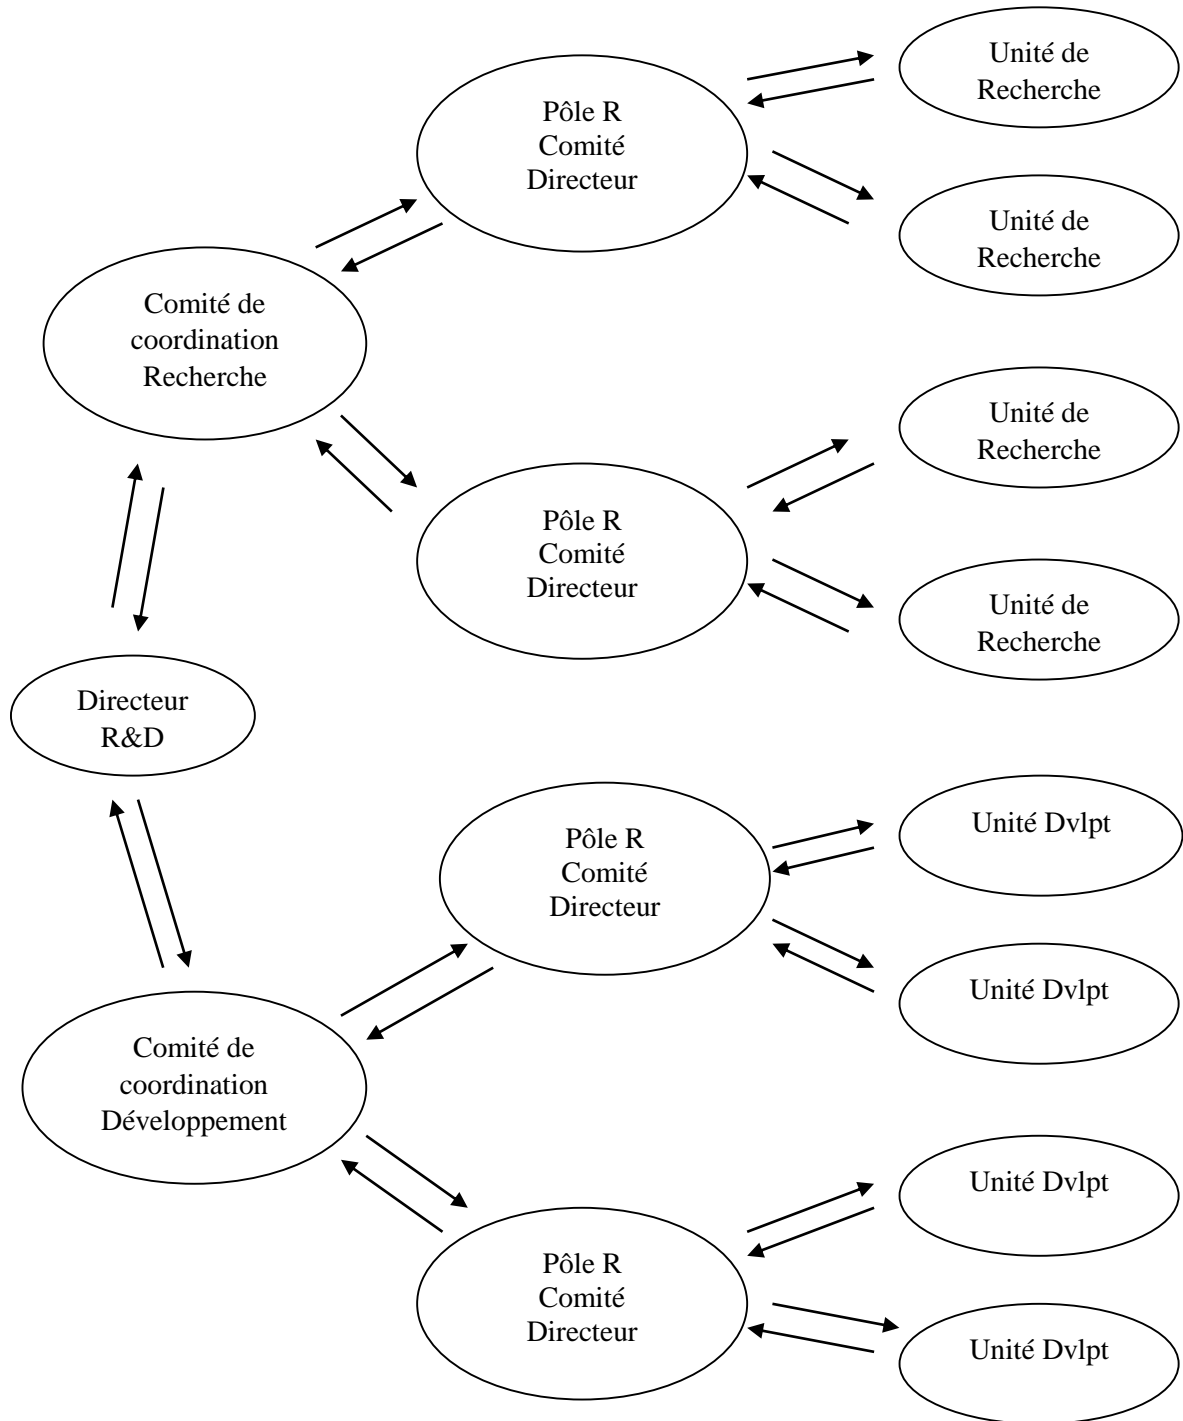 Unité de
Recherche
Pôle R
Comité
Directeur
Unité de
Recherche
Comité de
coordination
Recherche
Unité de
Recherche
Pôle R
Comité
Directeur
Unité de
Recherche
Directeur
R&D
Unité Dvlpt
Pôle R
Comité
Directeur
Unité Dvlpt
Comité de
coordination
Développement
Unité Dvlpt
Pôle R
Comité
Directeur
Unité Dvlpt